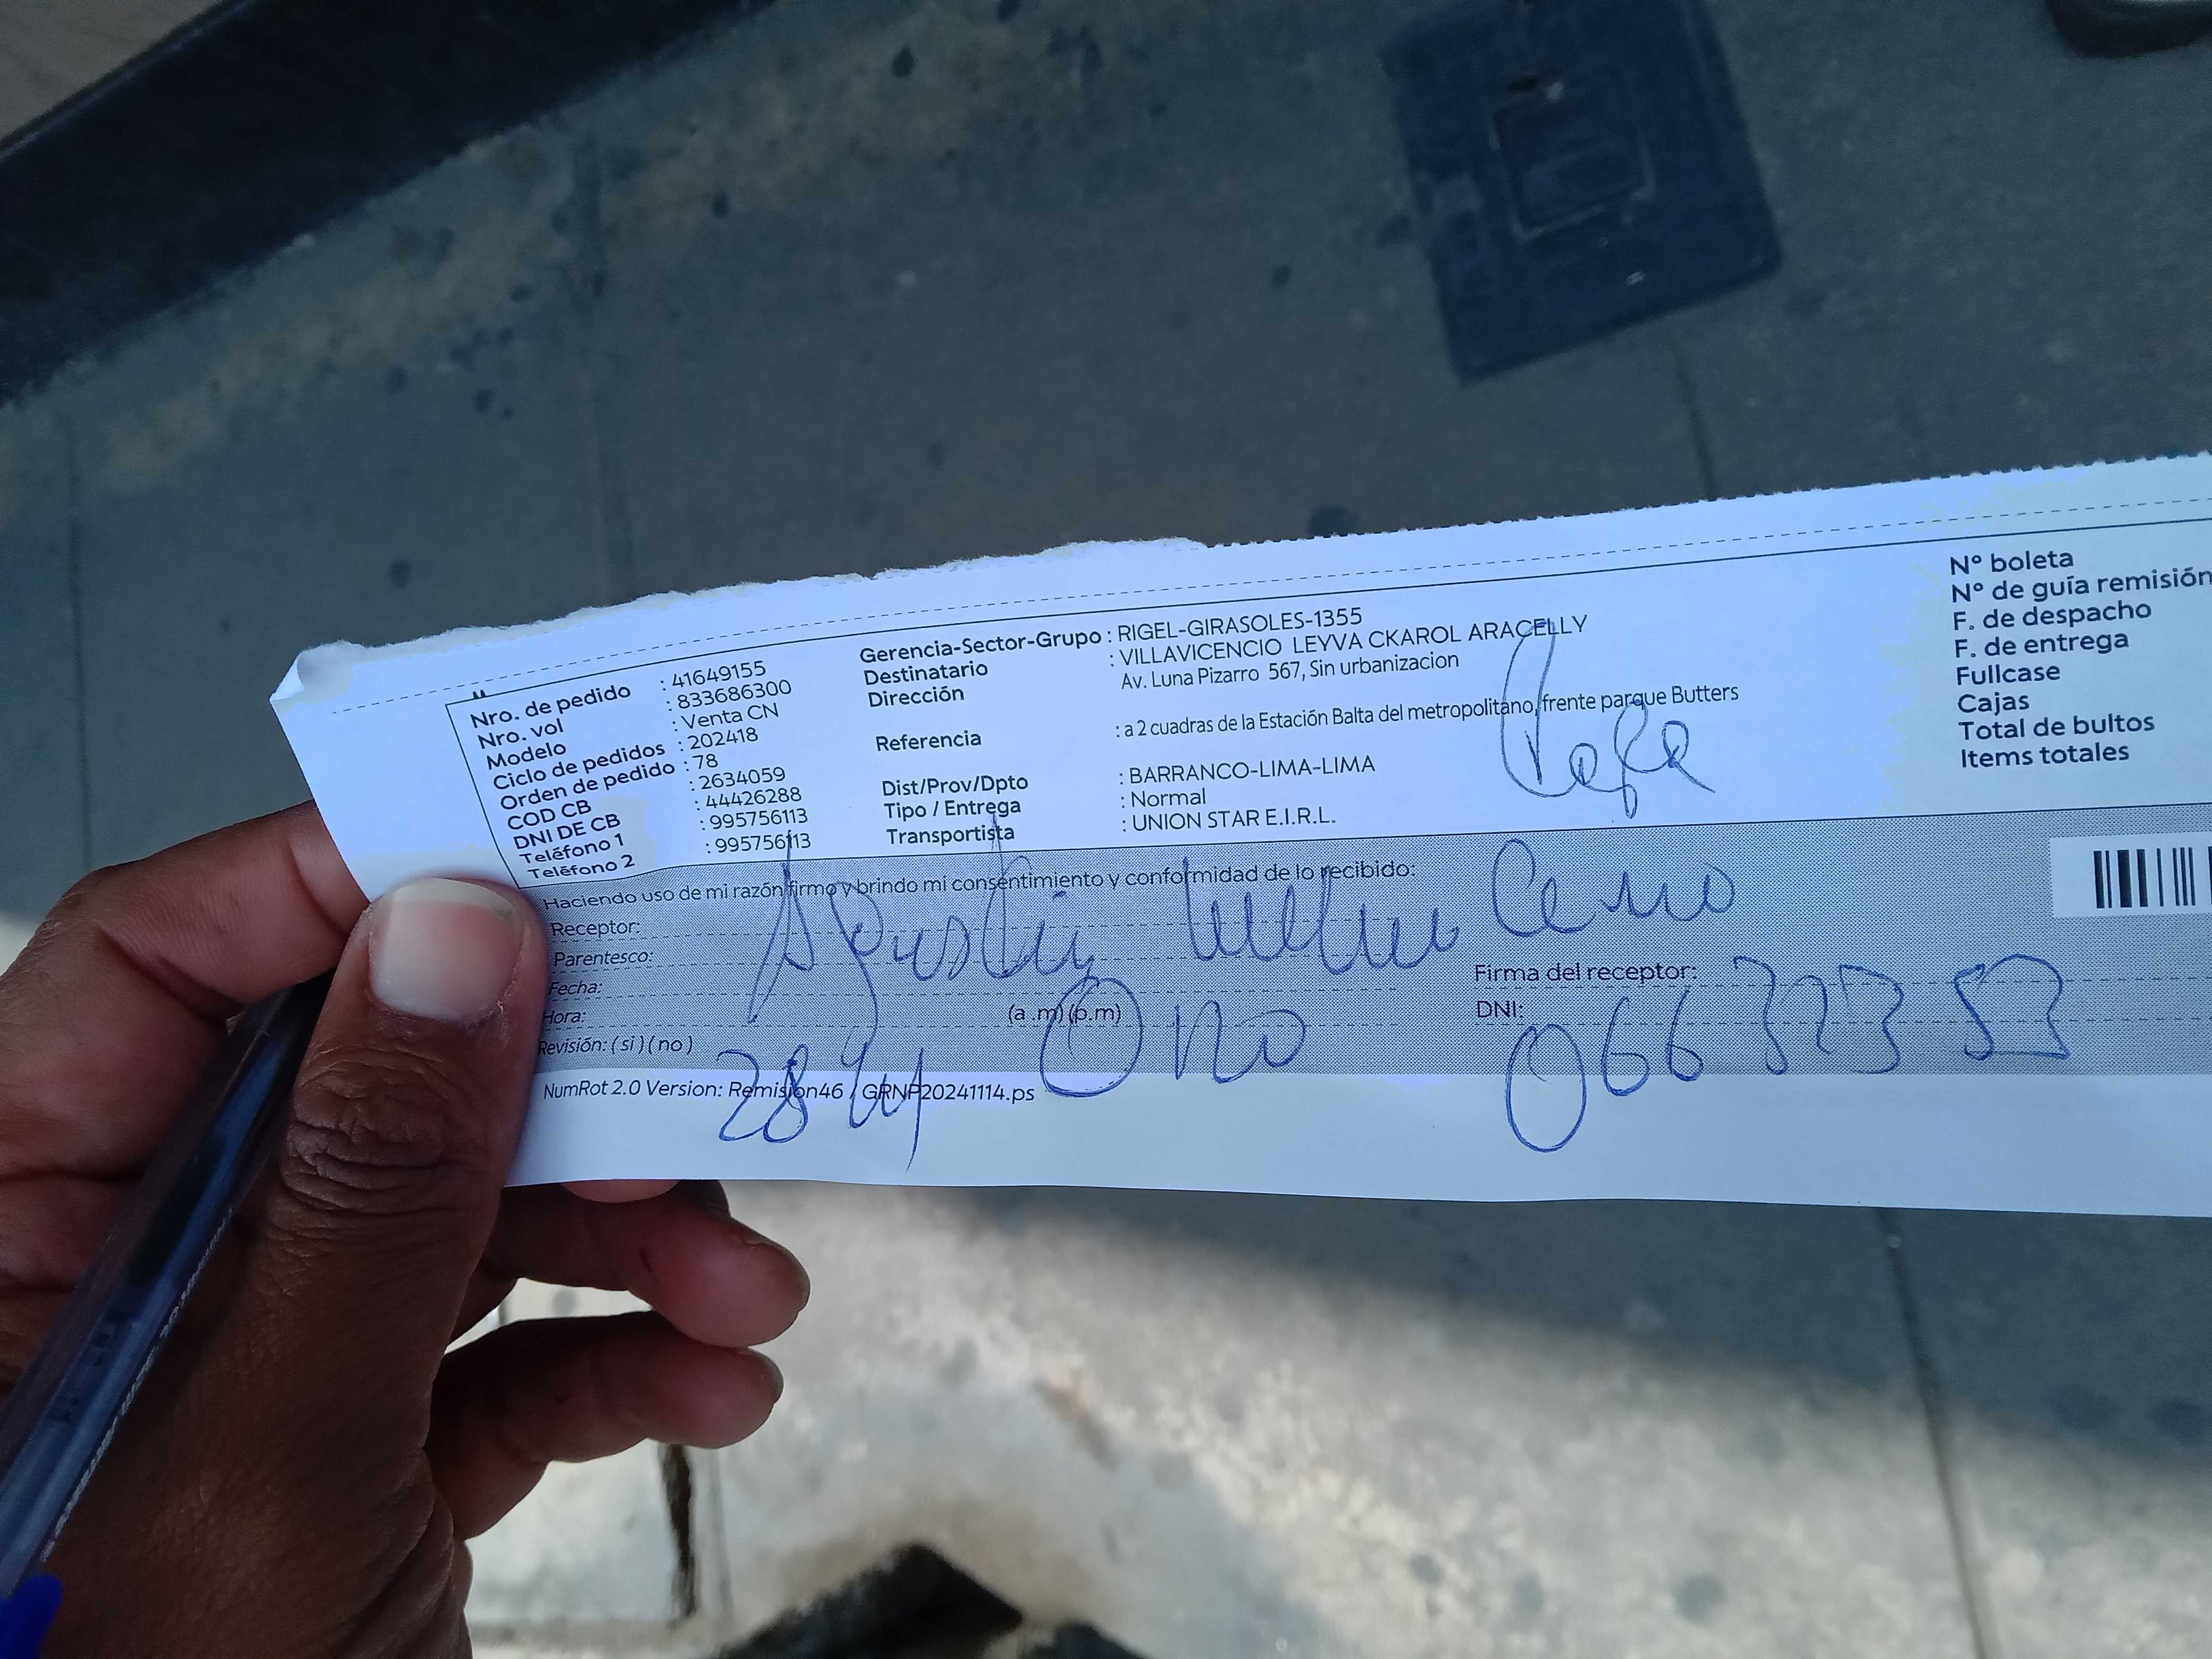 Nro. de pedido : 41649155
Nro. vol : 833686300
Modelo : Venta CN
Ciclo de pedidos : 202418
Orden de pedido : 78
COD CB : 2634059
DNI DE CB : 44426288
Teléfono 1 : 995756113
Teléfono 2 : 995756113
Gerencia-Sector-Grupo : RIGEL-GIRASOLES-1355
Destinatario : VILLAVICENCIO LEYVA CKAROL ARACELLY
Dirección Av. Luna Pizarro 567, Sin urbanizacion
Referencia : a 2 cuadras de la Estación Balta del metropolitano, frente parque Butters
Dist/Prov/Dpto : BARRANCO-LIMA-LIMA
Tipo / Entrega : Normal
Transportista : UNION STAR E.I.R.L.
Nº boleta
Nº de guía remisión
F. de despacho
F. de entrega
Fullcase
Cajas
Total de bultos
Items totales
Haciendo uso de mi razón firmo y brindo mi consentimiento y conformidad de lo recibido:
Receptor: Agustin
Parentesco:
Fecha:
Hora: (a .m) (p.m)
Revisión: ( si ) ( no )
Firma del receptor:
DNI:
NumRot 2.0 Version: Remision46 / GRNP20241114.ps